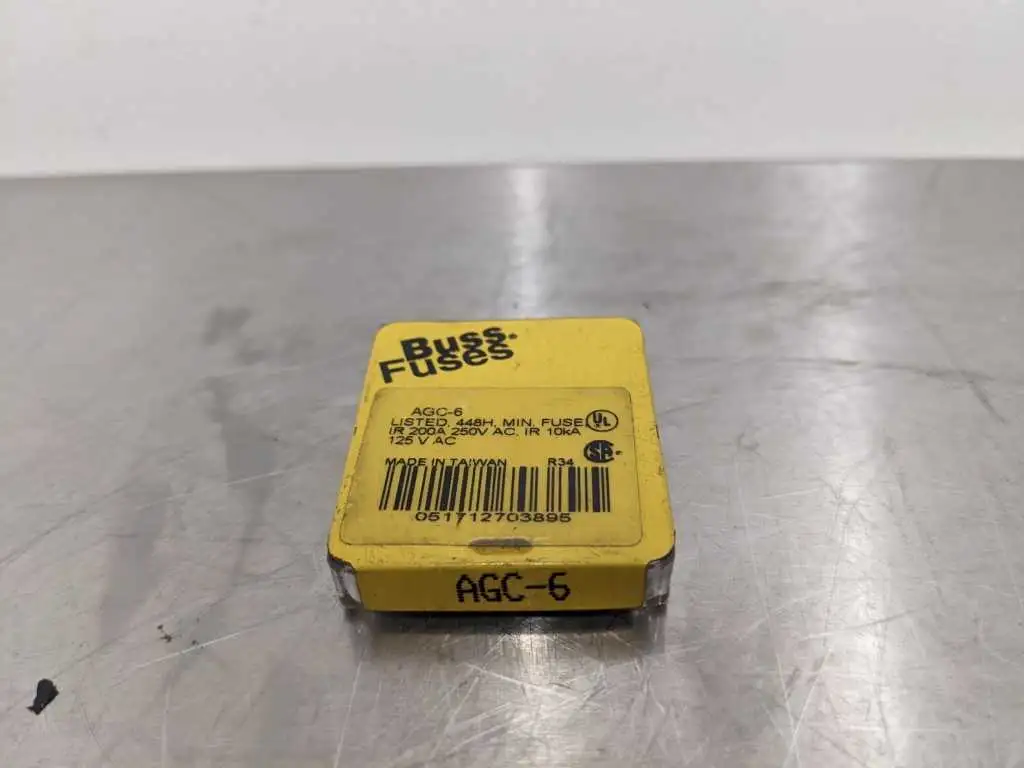 Buss
Fuses
AGC-6
LISTED, 448H, MIN. FUSE UL
IR 200A 250V AC, IR 10kA
125 V AC
MADE IN TAIWAN R34
051712703895
AGC-6